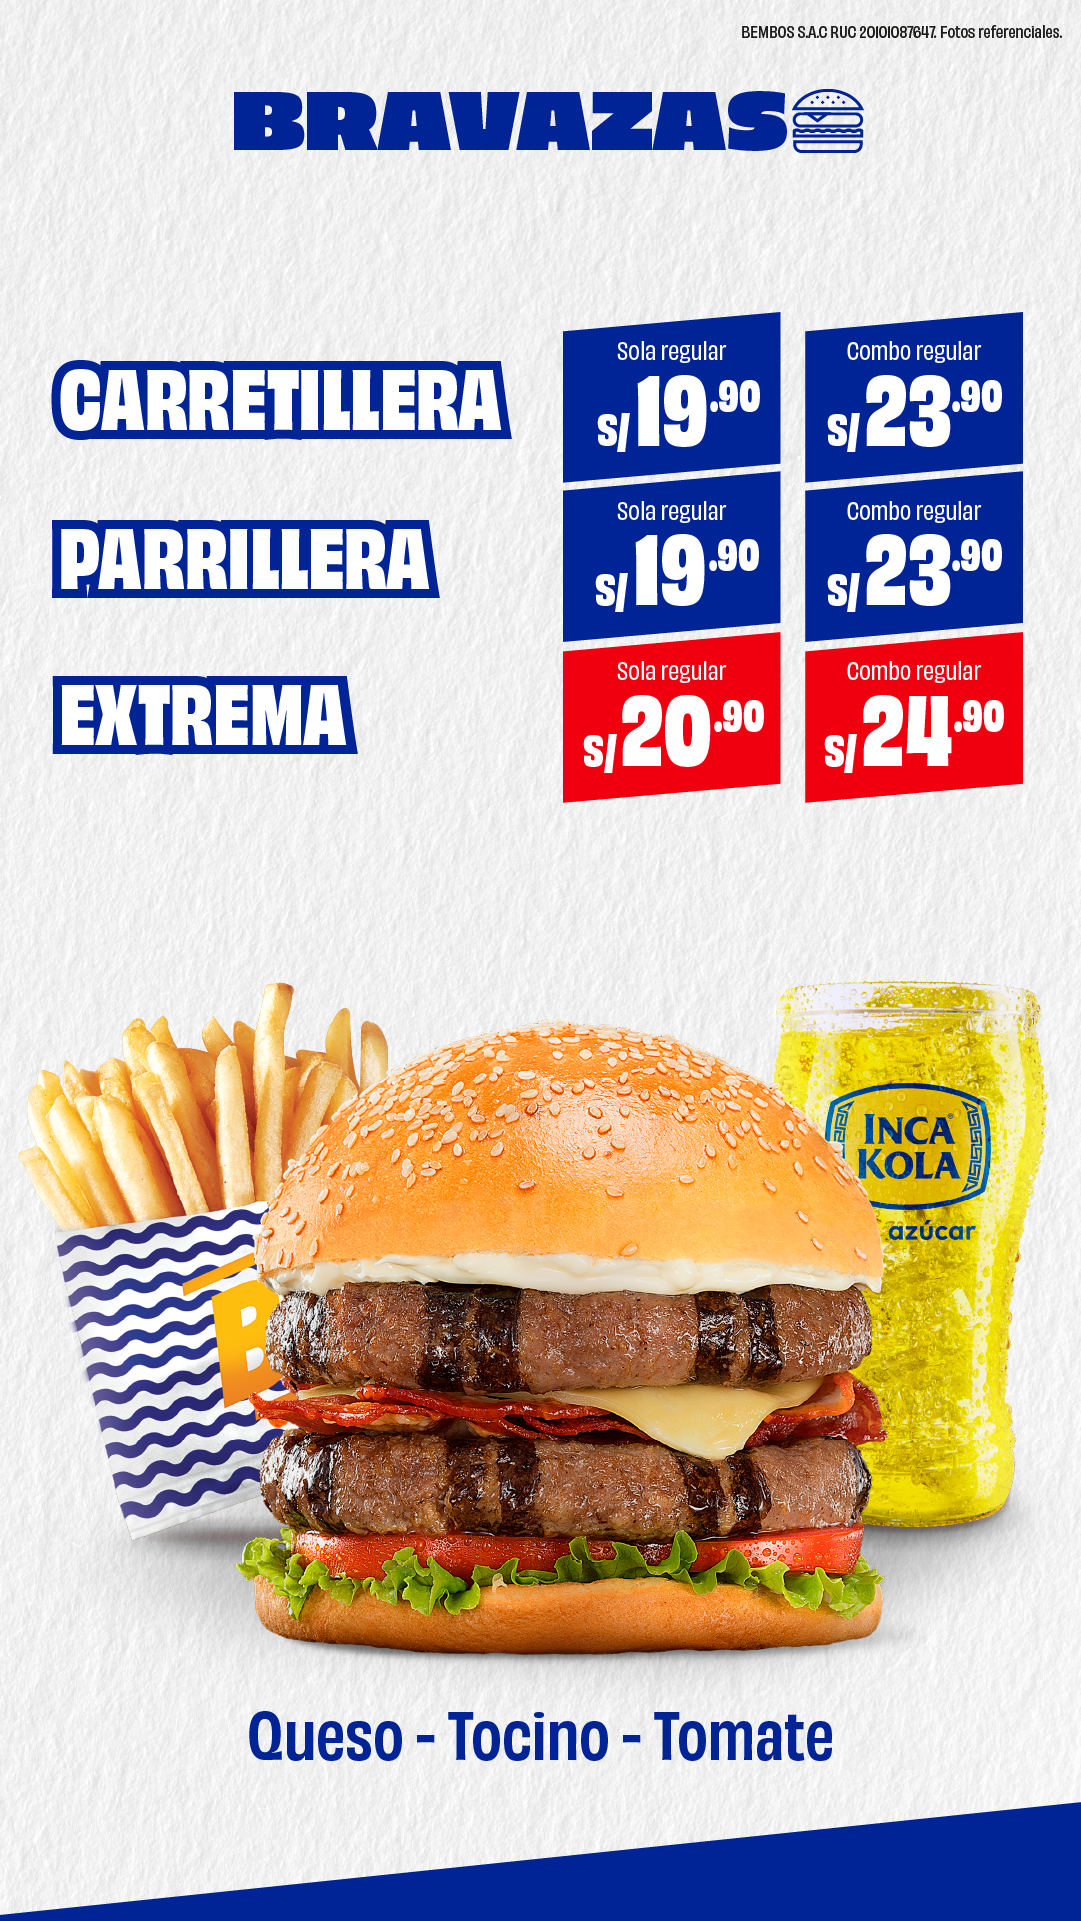 BEMBOS S.A.C RUC 20101087647. Fotos referenciales.
BRAVAZAS
CARRETILLERA
Sola regular
S/19.90
Combo regular
S/23.90
PARRILLERA
Sola regular
S/19.90
Combo regular
S/23.90
EXTREMA
Sola regular
S/20.90
Combo regular
S/24.90
INCA
KOLA
azúcar
B
Queso - Tocino - Tomate